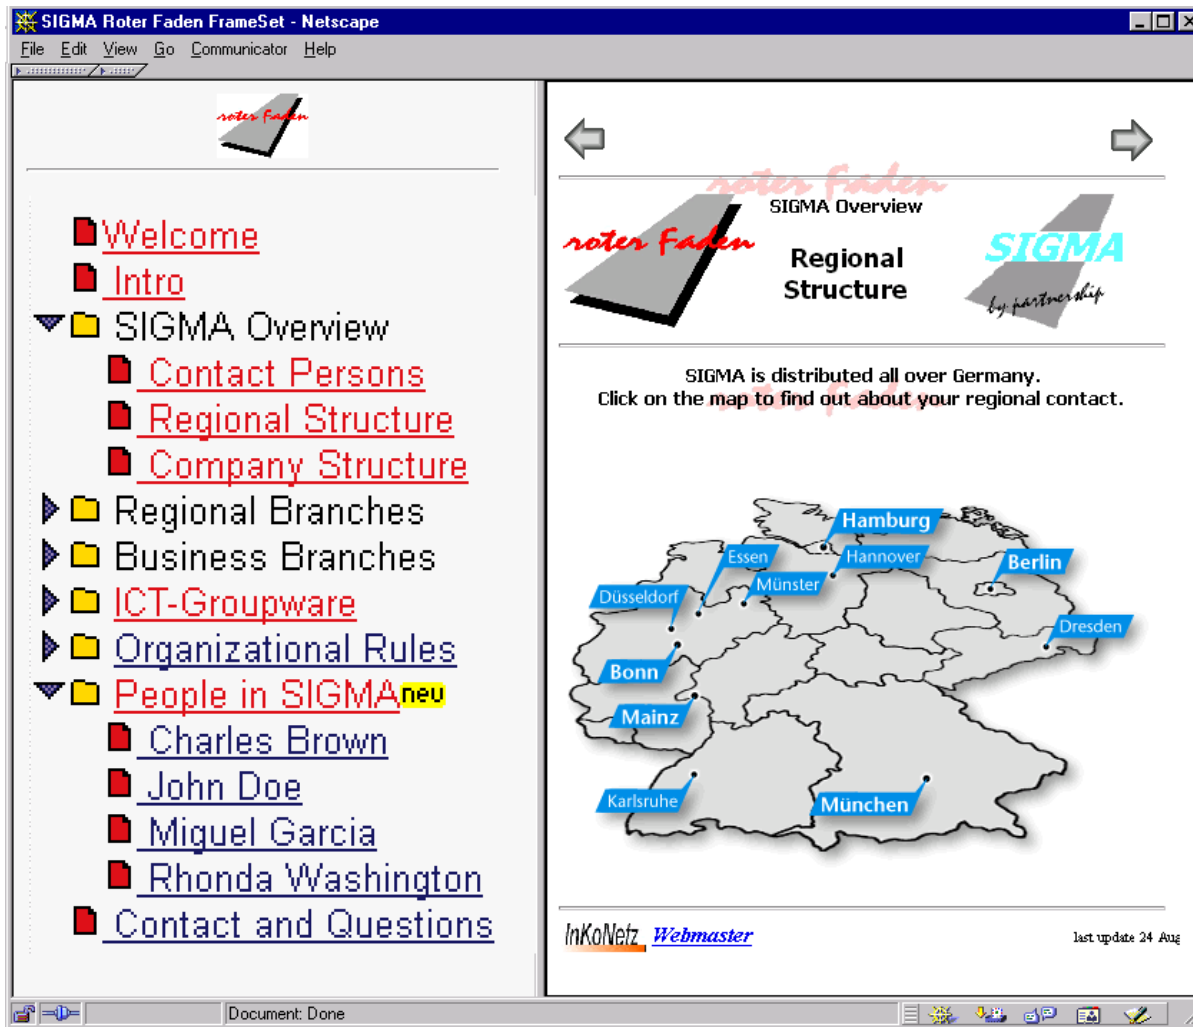 SIGMA Roter Faden FrameSet - Netscape
File Edit View Go Communicator Help
roter Faden
Welcome
Intro
SIGMA Overview
Contact Persons
Regional Structure
Company Structure
Regional Branches
Business Branches
ICT-Groupware
Organizational Rules
People in SIGMA neu
Charles Brown
John Doe
Miguel Garcia
Rhonda Washington
Contact and Questions
roter Faden
SIGMA Overview
roter Faden
Regional
Structure
SIGMA
by partnership
SIGMA is distributed all over Germany.
roter Faden
Click on the map to find out about your regional contact.
Hamburg
Essen
Hannover
Berlin
Münster
Düsseldorf
Dresden
Bonn
Mainz
Karlsruhe
München
InKoNetz Webmaster
last update 24 Aug
Document: Done